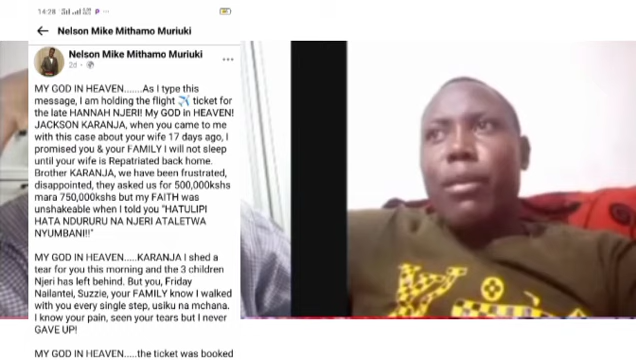 14:28
Nelson Mike Mithamo Muriuki
Nelson Mike Mithamo Muriuki
2d
MY GOD IN HEAVEN.......As I type this
message, I am holding the flight ✈️ ticket for
the late HANNAH NJERI! My GOD in HEAVEN!
JACKSON KARANJA, when you came to me
with this case about your wife 17 days ago, I
promised you & your FAMILY I will not sleep
until your wife is Repatriated back home.
Brother KARANJA, we have been frustrated,
disappointed, they asked us for 500,000kshs
mara 750,000kshs but my FAITH was
unshakeable when I told you "HATULIPI
HATA NDURURU NA NJERI ATALETWA
NYUMBANI!!"
MY GOD IN HEAVEN.....KARANJA I shed a
tear for you this morning and the 3 children
Njeri has left behind. But you, Friday
Nailantei, Suzzie, your FAMILY know I walked
with you every single step, usiku na mchana.
I know your pain, seen your tears but I never
GAVE UP!
MY GOD IN HEAVEN.....the ticket was booked